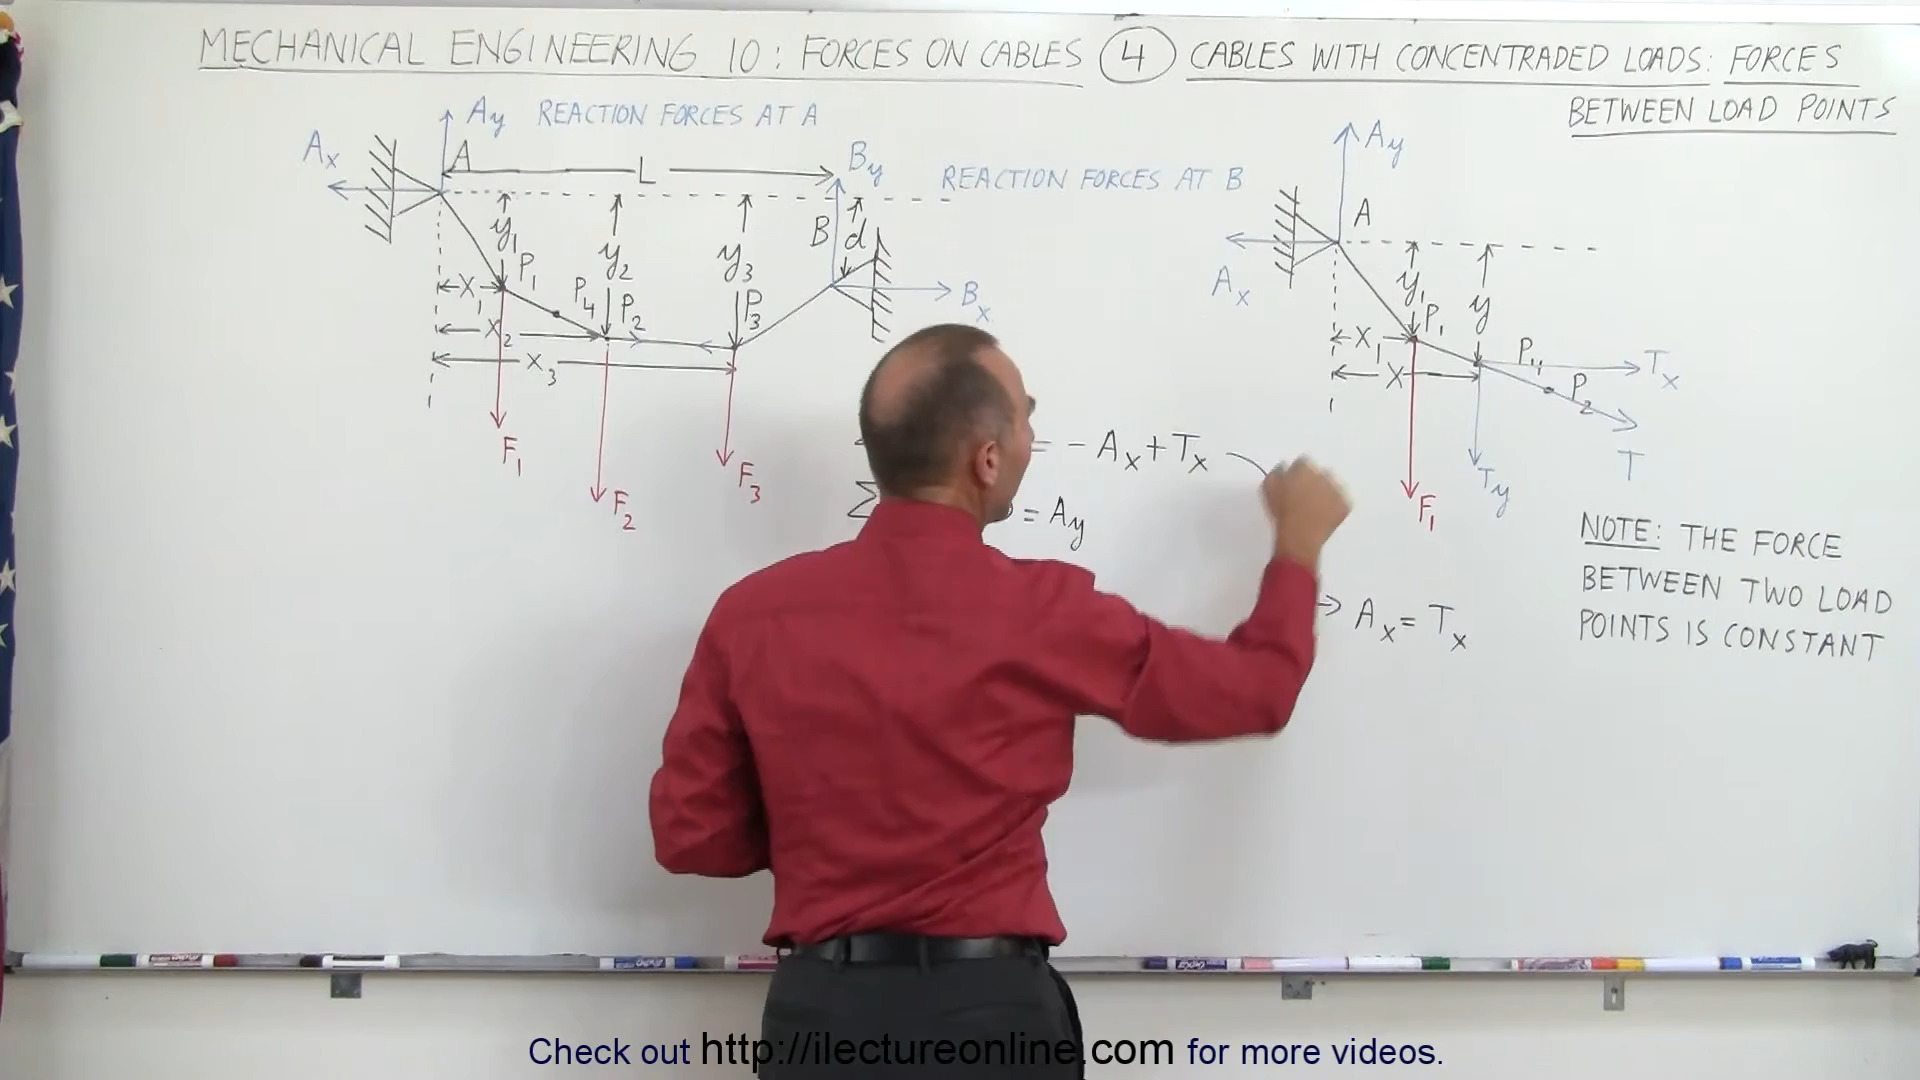 MECHANICAL ENGINEERING 10: FORCES ON CABLES 4 CABLES WITH CONCENTRADED LOADS: FORCES
BETWEEN LOAD POINTS
Ay REACTION FORCES AT A
Ax
A
L
By
REACTION FORCES AT B
B
d
Bx
y1
y2
y3
P1
P4
P2
P3
x1
x2
x3
F1
F2
F3
Ay
A
Ax
y1
y
P1
x1
x
P4
Tx
P2
T
Ty
F1
= -Ax+Tx
Σ = Ay
→ Ax = Tx
NOTE: THE FORCE
BETWEEN TWO LOAD
POINTS IS CONSTANT
Check out http://ilectureonline.com for more videos.